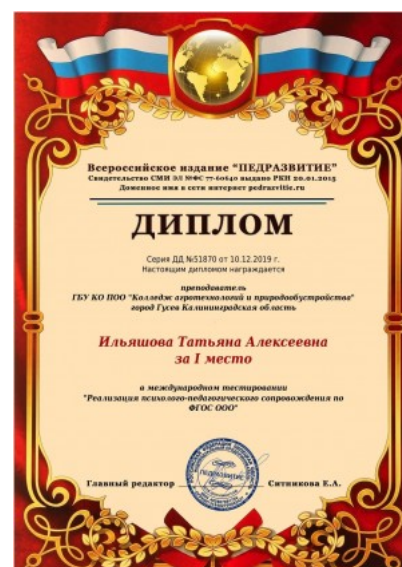 Всероссийское издание "ПЕДРАЗВИТИЕ"
Свидетельство СМИ ЭЛ №ФС 77-60640 выдано РКН 20.01.2015
Доменное имя в сети интернет pedrazvitie.ru
ДИПЛОМ
Серия ДД №51870 от 10.12.2019 г.
Настоящим дипломом награждается
преподаватель
ГБУ КО ПОО "Колледж агротехнологий и природообустройства"
город Гусев Калининградская область
Ильяшова Татьяна Алексеевна
за I место
в международном тестировании
"Реализация психолого-педагогического сопровождения по
ФГОС ООО"
ПЕДРАЗВИТИЕ
Главный редактор Ситникова Е.А.